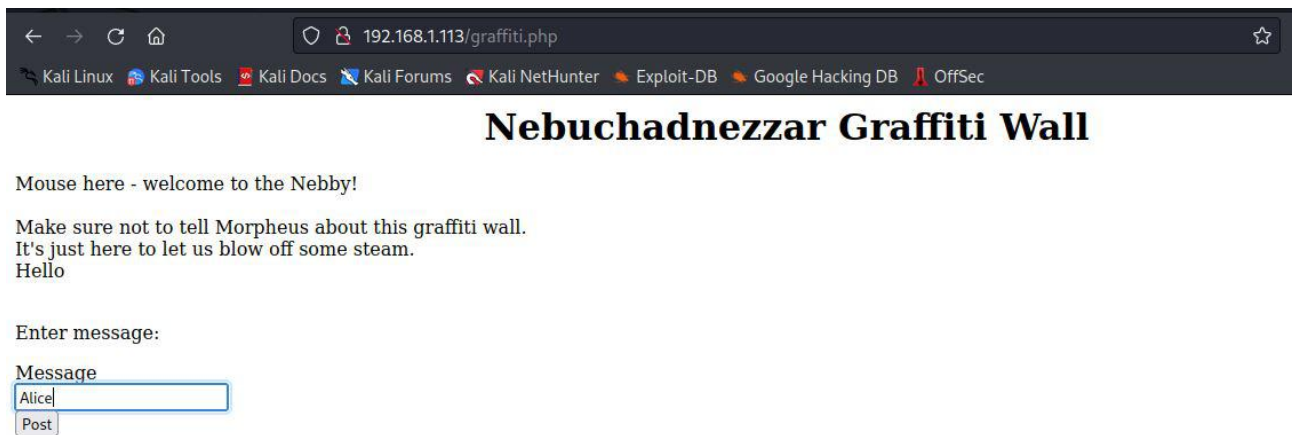 192.168.1.113/graffiti.php
Kali Linux Kali Tools Kali Docs Kali Forums Kali NetHunter Exploit-DB Google Hacking DB OffSec
Nebuchadnezzar Graffiti Wall
Mouse here - welcome to the Nebby!
Make sure not to tell Morpheus about this graffiti wall.
It's just here to let us blow off some steam.
Hello
Enter message:
Message
Alice
Post